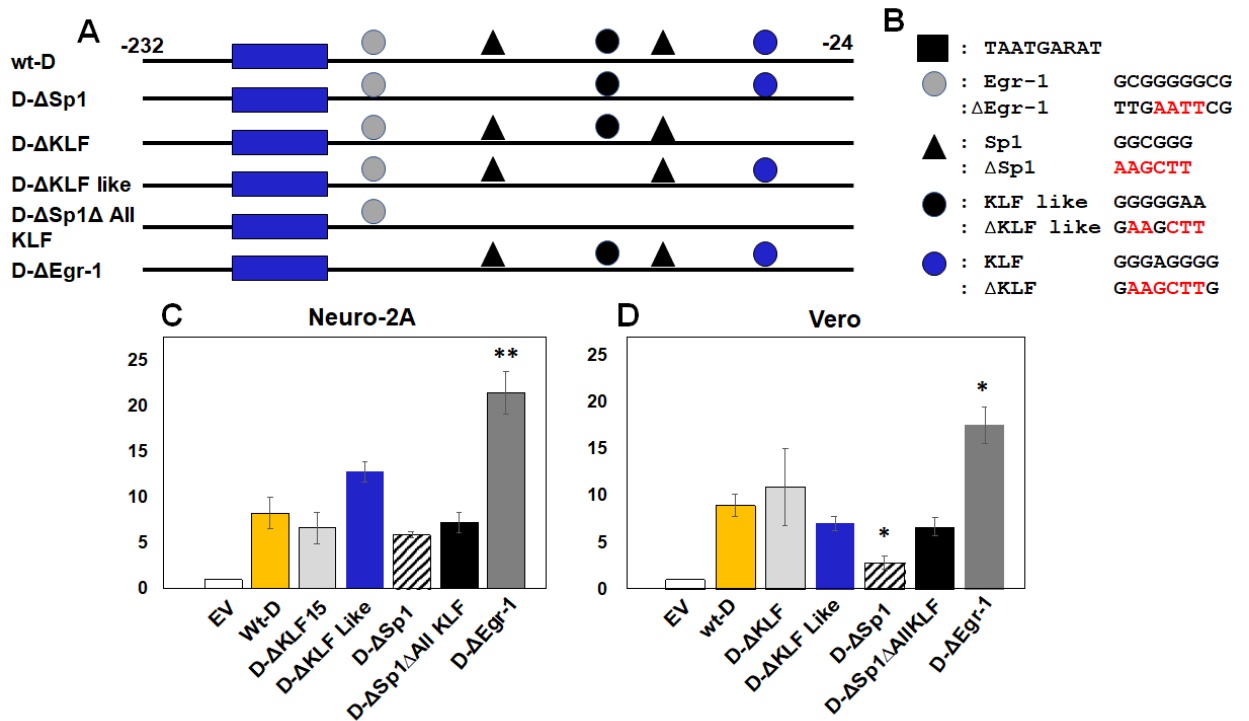 A
-232
-24
wt-D
D-ΔSp1
D-ΔKLF
D-ΔKLF like
D-ΔSp1Δ All
KLF
D-ΔEgr-1
B
: TAATGARAT
: Egr-1 GCGGGGGCG
:ΔEgr-1 TTGAATTCG
: Sp1 GGCGGG
: ΔSp1 AAGCTT
: KLF like GGGGGAA
: ΔKLF like GAAGCTT
: KLF GGGAGGGG
: ΔKLF GAAGCTTG
C
Neuro-2A
25
20
15
10
5
0
**
EV
Wt-D
D-ΔKLF15
D-ΔKLF Like
D-ΔSp1
D-ΔSp1ΔAll KLF
D-ΔEgr-1
D
Vero
25
20
15
10
5
0
*
*
EV
wt-D
D-ΔKLF
D-ΔKLF Like
D-ΔSp1
D-ΔSp1ΔAllKLF
D-ΔEgr-1